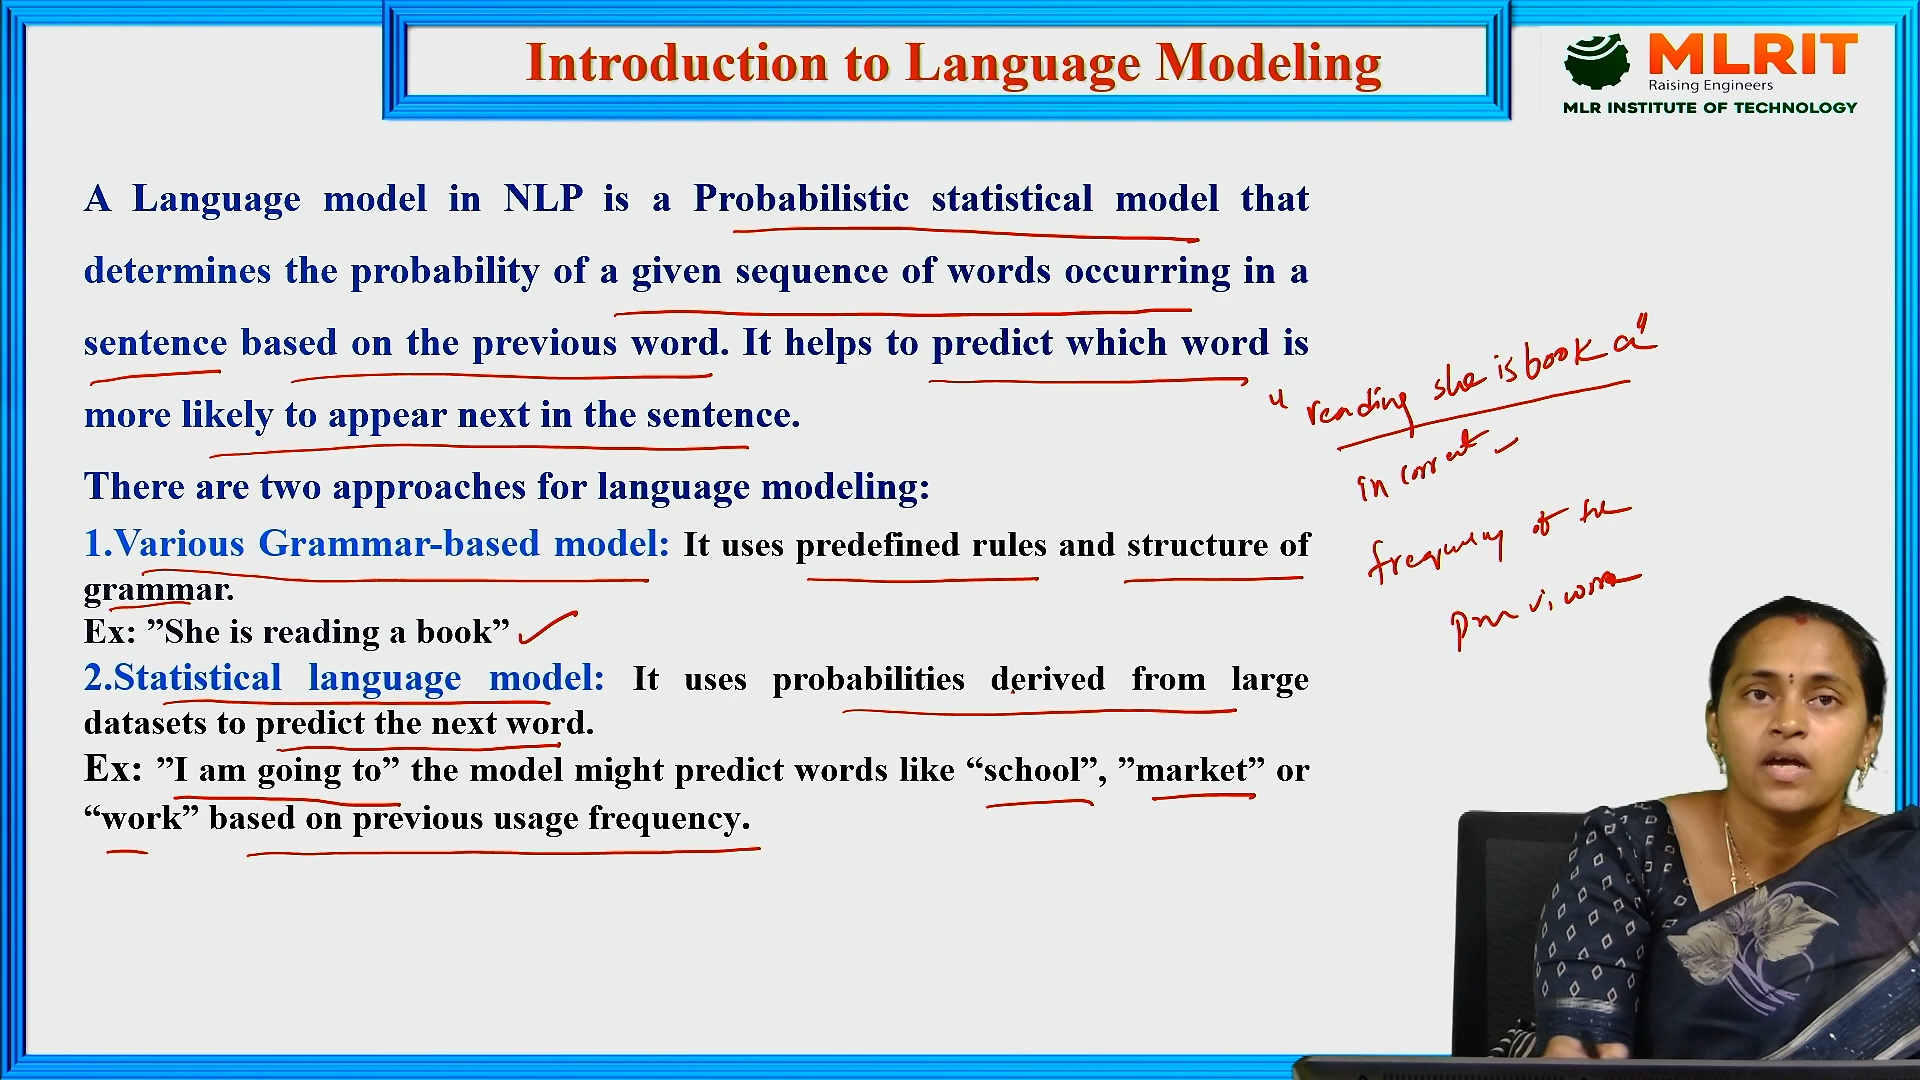 Introduction to Language Modeling
MLRIT
Raising Engineers
MLR INSTITUTE OF TECHNOLOGY
A Language model in NLP is a Probabilistic statistical model that
determines the probability of a given sequence of words occurring in a
sentence based on the previous word. It helps to predict which word is
more likely to appear next in the sentence.
There are two approaches for language modeling:
1.Various Grammar-based model: It uses predefined rules and structure of
grammar.
Ex: ”She is reading a book”
2.Statistical language model: It uses probabilities derived from large
datasets to predict the next word.
Ex: ”I am going to” the model might predict words like “school”, ”market” or
“work” based on previous usage frequency.
"reading she is book a"
in correct
frequency of the